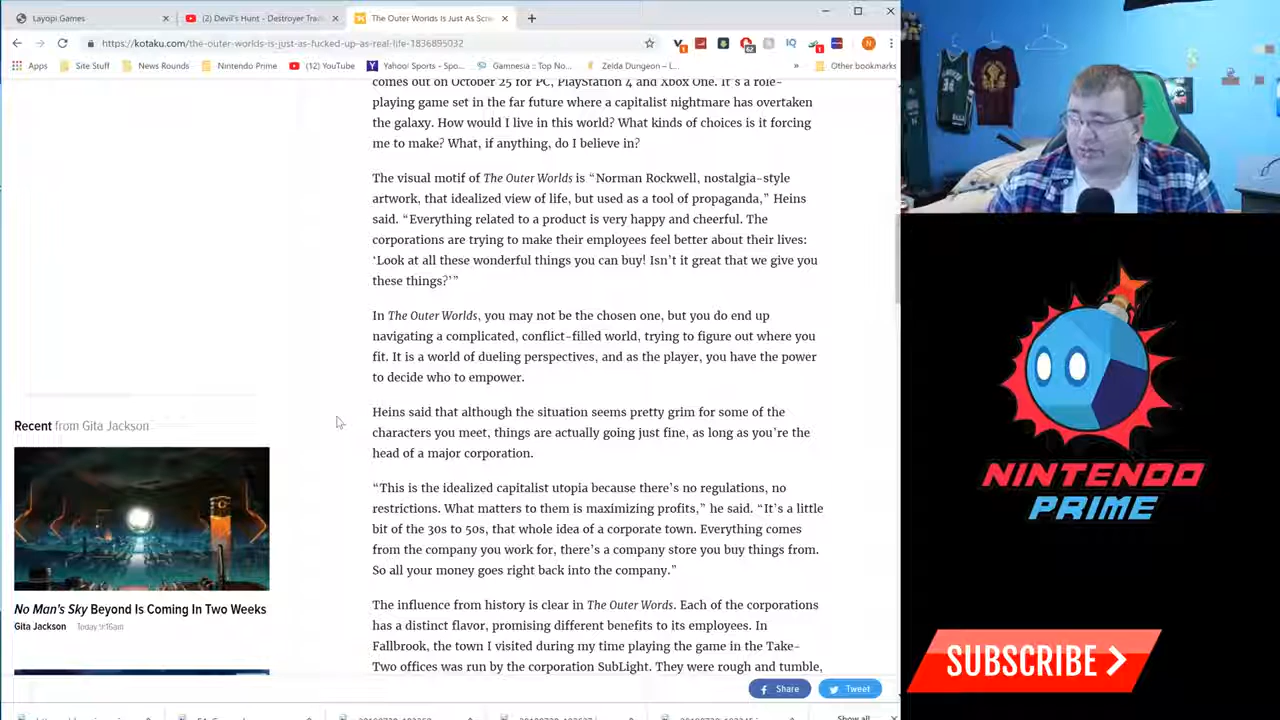 Layopi Games
(2) Devil's Hunt - Destroyer Tra
The Outer Worlds Is Just As Scre
https://kotaku.com/the-outer-worlds-is-just-as-fucked-up-as-real-life-1836895032
Apps
Site Stuff
News Rounds
Nintendo Prime
(12) YouTube
Yahoo! Sports - Spo...
Gamnesia :: Top No...
Zelda Dungeon – L...
»
Other bookmarks
comes out on October 25 for PC, PlayStation 4 and Xbox One. It's a role-
playing game set in the far future where a capitalist nightmare has overtaken
the galaxy. How would I live in this world? What kinds of choices is it forcing
me to make? What, if anything, do I believe in?
The visual motif of The Outer Worlds is “Norman Rockwell, nostalgia-style
artwork, that idealized view of life, but used as a tool of propaganda,” Heins
said. “Everything related to a product is very happy and cheerful. The
corporations are trying to make their employees feel better about their lives:
‘Look at all these wonderful things you can buy! Isn't it great that we give you
these things?’”
In The Outer Worlds, you may not be the chosen one, but you do end up
navigating a complicated, conflict-filled world, trying to figure out where you
fit. It is a world of dueling perspectives, and as the player, you have the power
to decide who to empower.
Heins said that although the situation seems pretty grim for some of the
characters you meet, things are actually going just fine, as long as you're the
head of a major corporation.
“This is the idealized capitalist utopia because there's no regulations, no
restrictions. What matters to them is maximizing profits,” he said. “It's a little
bit of the 30s to 50s, that whole idea of a corporate town. Everything comes
from the company you work for, there's a company store you buy things from.
So all your money goes right back into the company.”
The influence from history is clear in The Outer Words. Each of the corporations
has a distinct flavor, promising different benefits to its employees. In
Fallbrook, the town I visited during my time playing the game in the Take-
Two offices was run by the corporation SubLight. They were rough and tumble,
Recent from Gita Jackson
No Man's Sky Beyond Is Coming In Two Weeks
Gita Jackson Today 9:16am
Share
Tweet
Show all
34
NINTENDO
PRIME
SUBSCRIBE